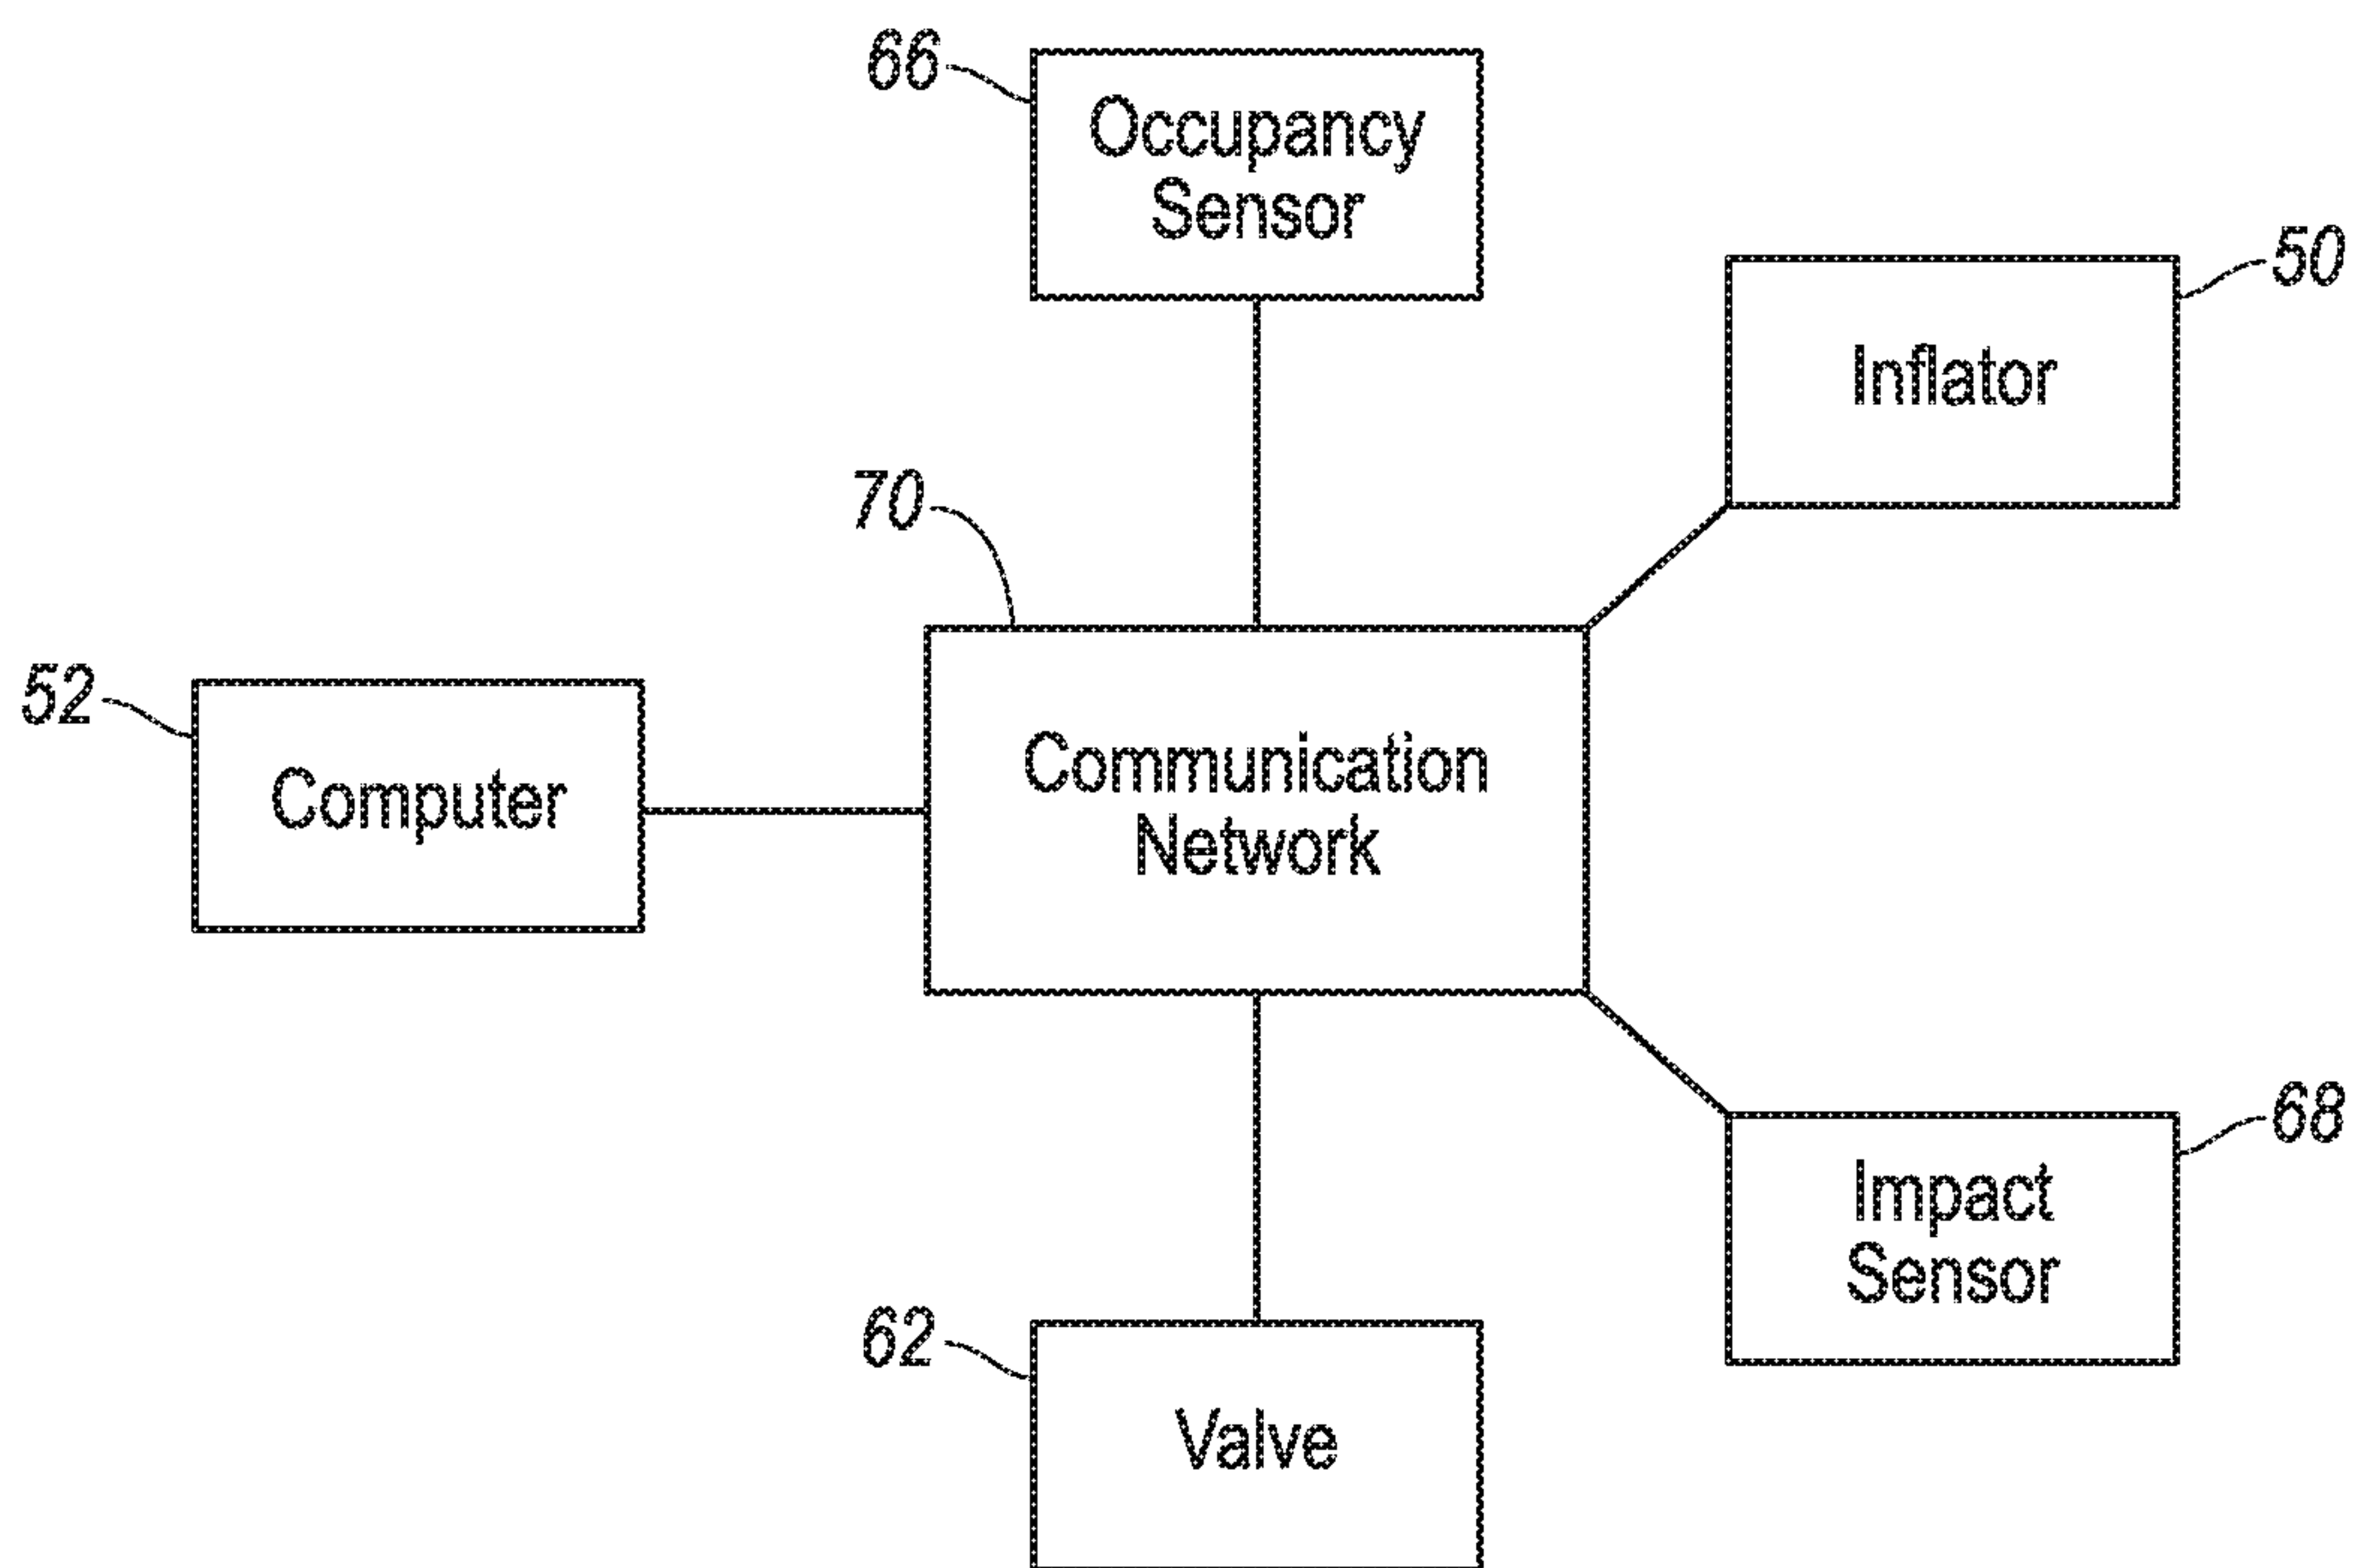 66
Occupancy
Sensor
50
Inflator
70
52
Computer
Communication
Network
68
Impact
Sensor
62
Valve